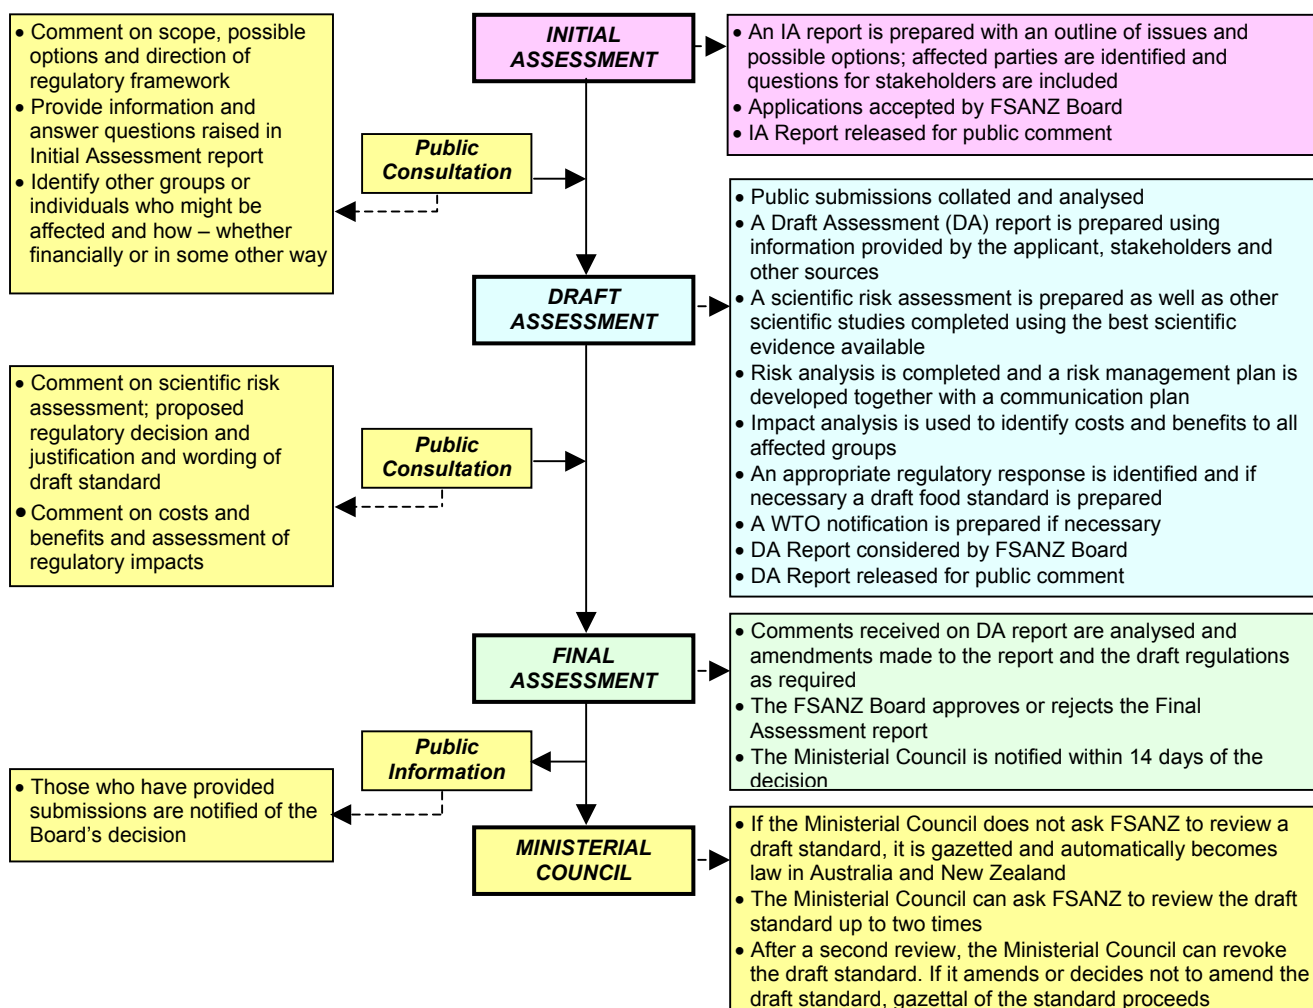 • Comment on scope, possible
options and direction of
regulatory framework
• Provide information and
answer questions raised in
Initial Assessment report
• Identify other groups or
individuals who might be
affected and how – whether
financially or in some other way
INITIAL
ASSESSMENT
• An IA report is prepared with an outline of issues and
possible options; affected parties are identified and
questions for stakeholders are included
• Applications accepted by FSANZ Board
• IA Report released for public comment
Public
Consultation
DRAFT
ASSESSMENT
• Public submissions collated and analysed
• A Draft Assessment (DA) report is prepared using
information provided by the applicant, stakeholders and
other sources
• A scientific risk assessment is prepared as well as other
scientific studies completed using the best scientific
evidence available
• Risk analysis is completed and a risk management plan is
developed together with a communication plan
• Impact analysis is used to identify costs and benefits to all
affected groups
• An appropriate regulatory response is identified and if
necessary a draft food standard is prepared
• A WTO notification is prepared if necessary
• DA Report considered by FSANZ Board
• DA Report released for public comment
• Comment on scientific risk
assessment; proposed
regulatory decision and
justification and wording of
draft standard
• Comment on costs and
benefits and assessment of
regulatory impacts
Public
Consultation
FINAL
ASSESSMENT
• Comments received on DA report are analysed and
amendments made to the report and the draft regulations
as required
• The FSANZ Board approves or rejects the Final
Assessment report
• The Ministerial Council is notified within 14 days of the
decision
Public
Information
• Those who have provided
submissions are notified of the
Board's decision
MINISTERIAL
COUNCIL
• If the Ministerial Council does not ask FSANZ to review a
draft standard, it is gazetted and automatically becomes
law in Australia and New Zealand
• The Ministerial Council can ask FSANZ to review the draft
standard up to two times
• After a second review, the Ministerial Council can revoke
the draft standard. If it amends or decides not to amend the
draft standard, gazettal of the standard proceeds